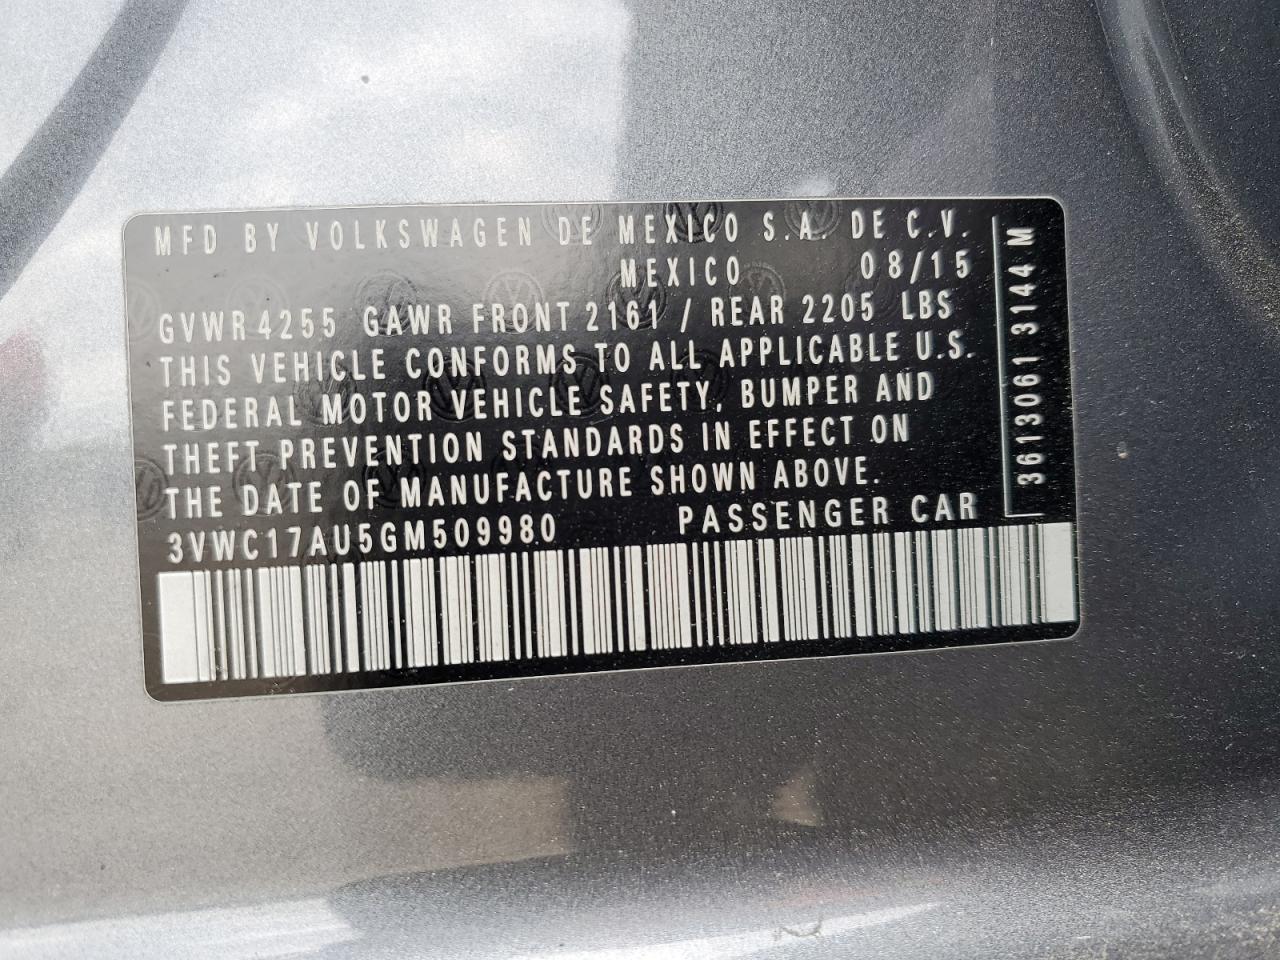 MFD BY VOLKSWAGEN DE MEXICO S.A. DE C.V.
MEXICO 08/15
GVWR 4255 GAWR FRONT 2161 / REAR 2205 LBS
THIS VEHICLE CONFORMS TO ALL APPLICABLE U.S.
FEDERAL MOTOR VEHICLE SAFETY, BUMPER AND
THEFT PREVENTION STANDARDS IN EFFECT ON
THE DATE OF MANUFACTURE SHOWN ABOVE.
3VWC17AU5GM509980 PASSENGER CAR
3613061 3144 M